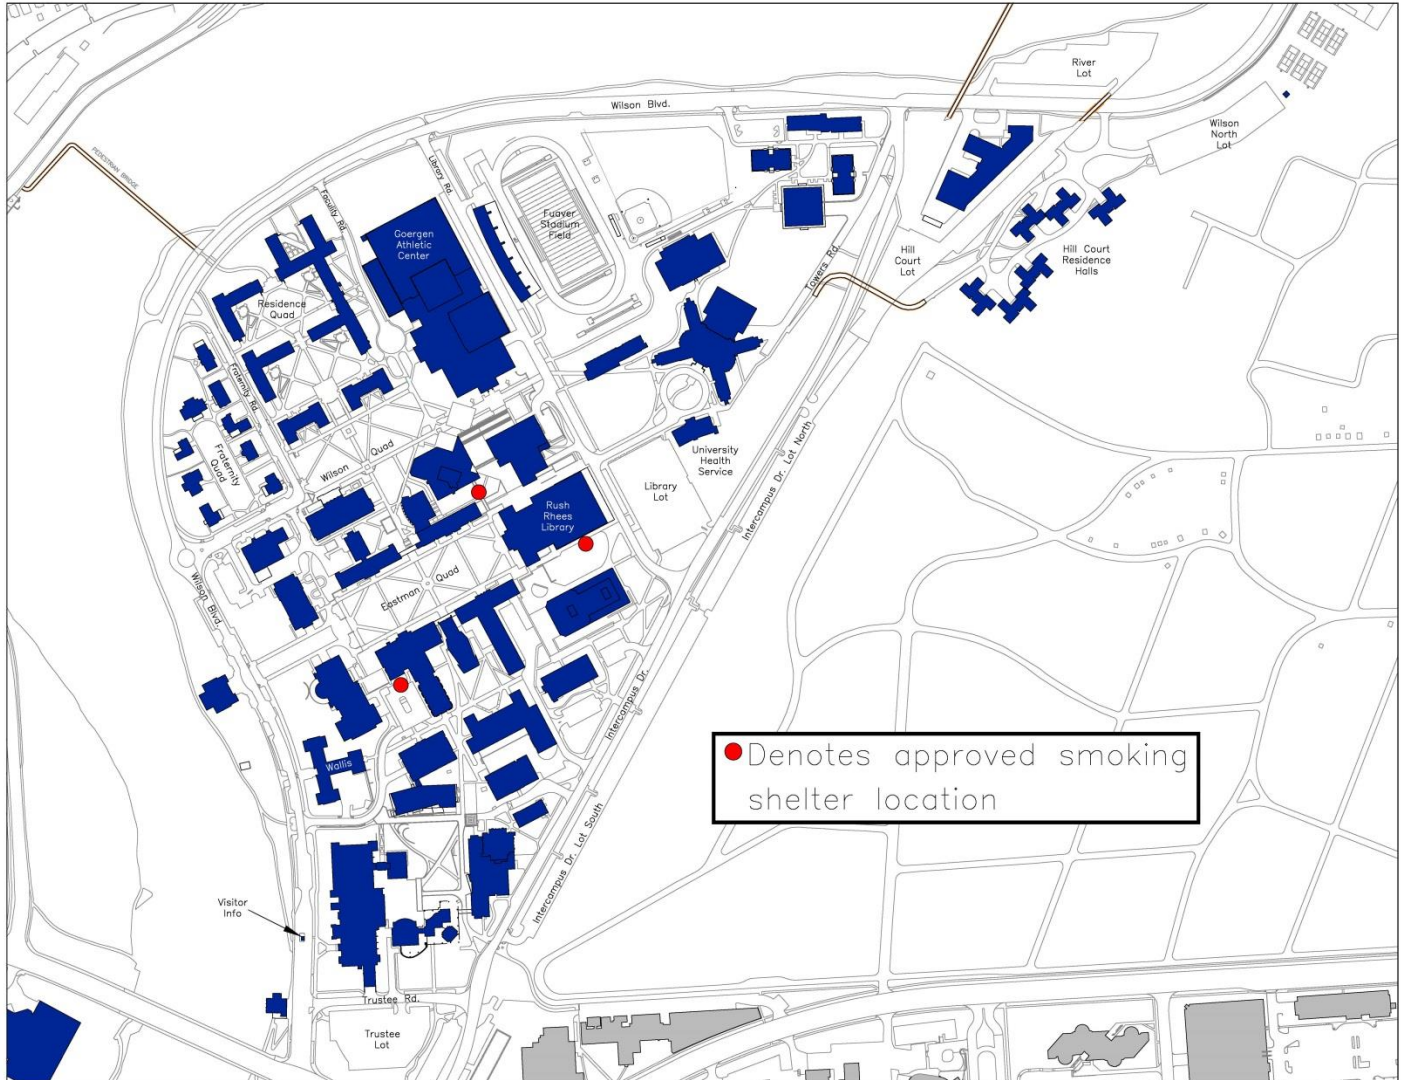 River
Lot
Wilson Blvd.
Wilson
North
Lot
PEDESTRIAN BRIDGE
Library Rd.
Faculty Rd.
Fauver
Stadium
Field
Goergen
Athletic
Center
Hill
Court
Lot
Hill Court
Residence
Halls
Towers Rd.
Residence
Quad
Fraternity Rd.
Fraternity
Quad
Wilson Quad
University
Health
Service
Library
Lot
Intercampus Dr. Lot North
Rush
Rhees
Library
Eastman Quad
Wilson Blvd.
Intercampus Dr.
Denotes approved smoking
shelter location
Wallis
Intercampus Dr. Lot South
Visitor
Info
Trustee Rd.
Trustee
Lot